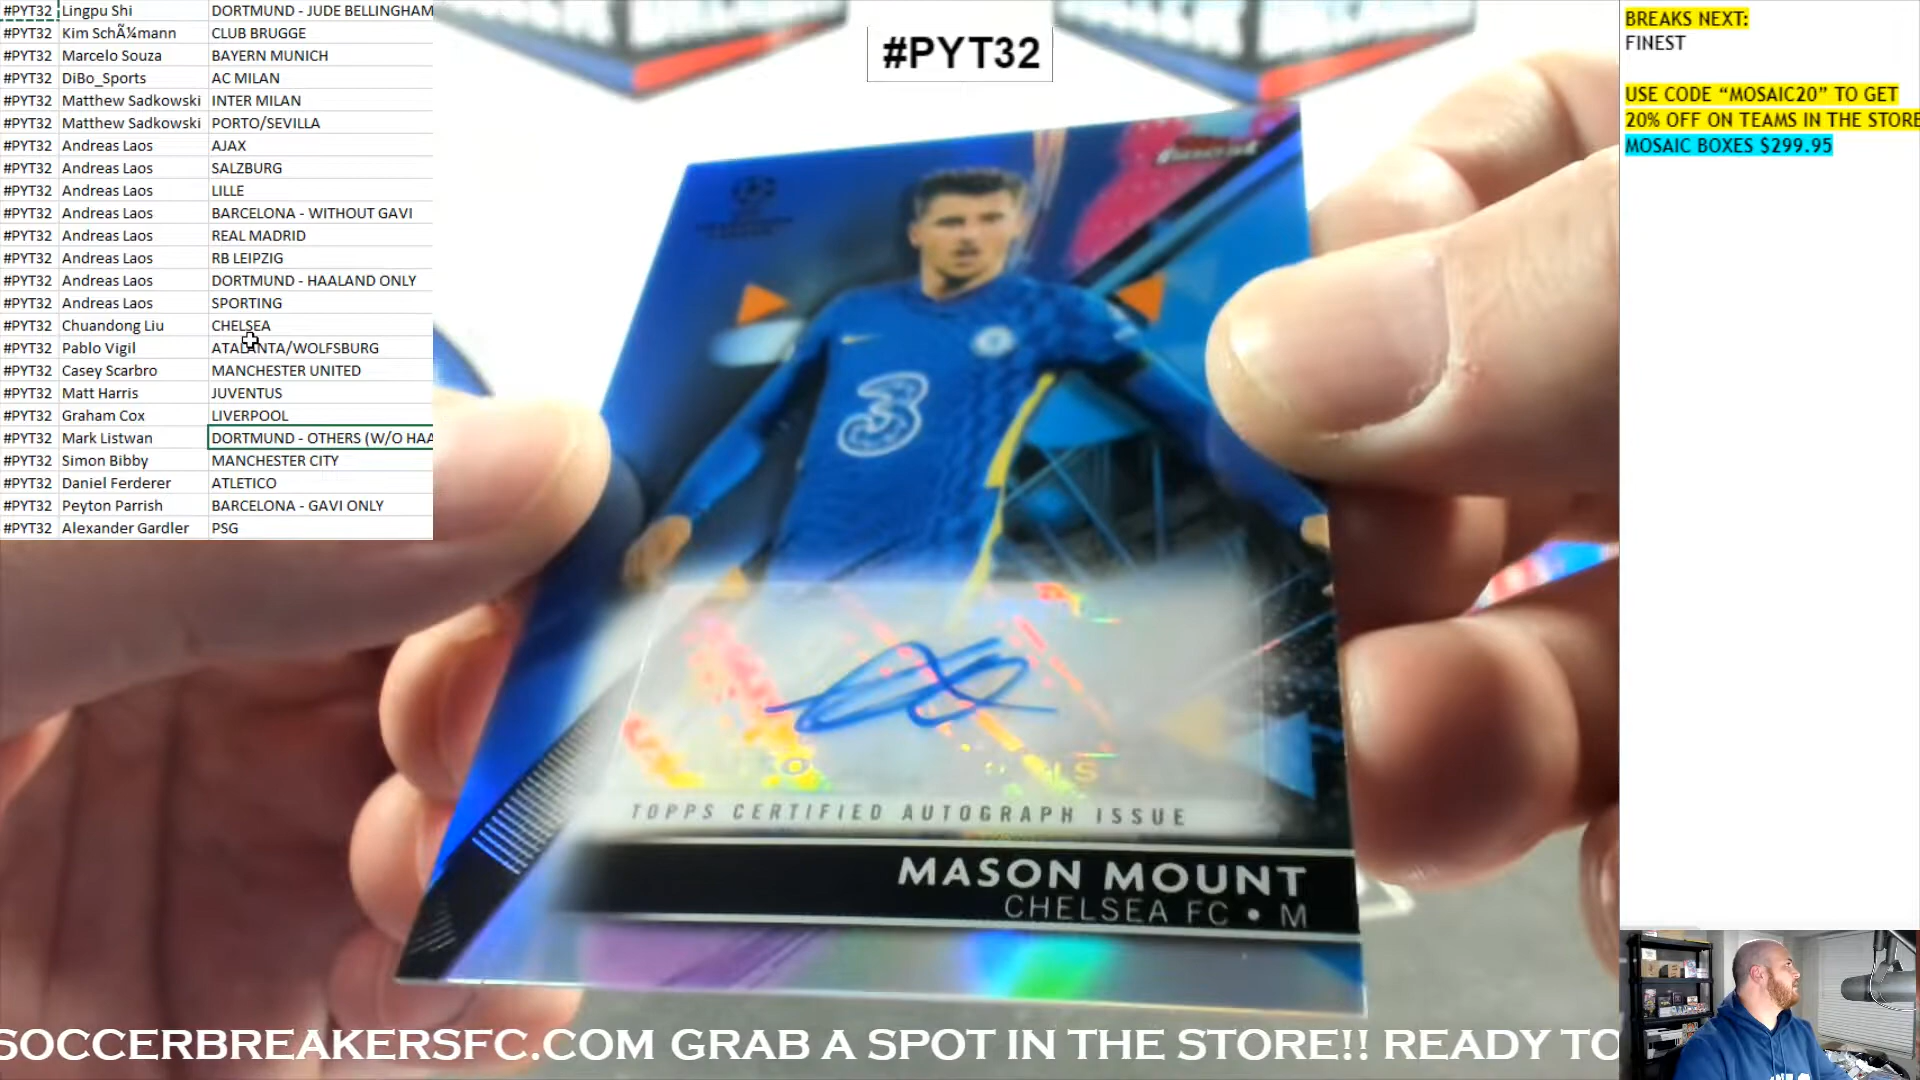 #PYT32 Lingpu Shi DORTMUND - JUDE BELLINGHAM
#PYT32 Kim SchÃ¼mann CLUB BRUGGE
#PYT32 Marcelo Souza BAYERN MUNICH
#PYT32 DiBo_Sports AC MILAN
#PYT32 Matthew Sadkowski INTER MILAN
#PYT32 Matthew Sadkowski PORTO/SEVILLA
#PYT32 Andreas Laos AJAX
#PYT32 Andreas Laos SALZBURG
#PYT32 Andreas Laos LILLE
#PYT32 Andreas Laos BARCELONA - WITHOUT GAVI
#PYT32 Andreas Laos REAL MADRID
#PYT32 Andreas Laos RB LEIPZIG
#PYT32 Andreas Laos DORTMUND - HAALAND ONLY
#PYT32 Andreas Laos SPORTING
#PYT32 Chuandong Liu CHELSEA
#PYT32 Pablo Vigil ATALANTA/WOLFSBURG
#PYT32 Casey Scarbro MANCHESTER UNITED
#PYT32 Matt Harris JUVENTUS
#PYT32 Graham Cox LIVERPOOL
#PYT32 Mark Listwan DORTMUND - OTHERS (W/O HAA
#PYT32 Simon Bibby MANCHESTER CITY
#PYT32 Daniel Ferderer ATLETICO
#PYT32 Peyton Parrish BARCELONA - GAVI ONLY
#PYT32 Alexander Gardler PSG
#PYT32
3
TOPPS CERTIFIED AUTOGRAPH ISSUE
MASON MOUNT
CHELSEA FC • M
BREAKS NEXT:
FINEST
USE CODE “MOSAIC20” TO GET
20% OFF ON TEAMS IN THE STORE
MOSAIC BOXES $299.95
SOCCERBREAKERSFC.COM GRAB A SPOT IN THE STORE!! READY TO